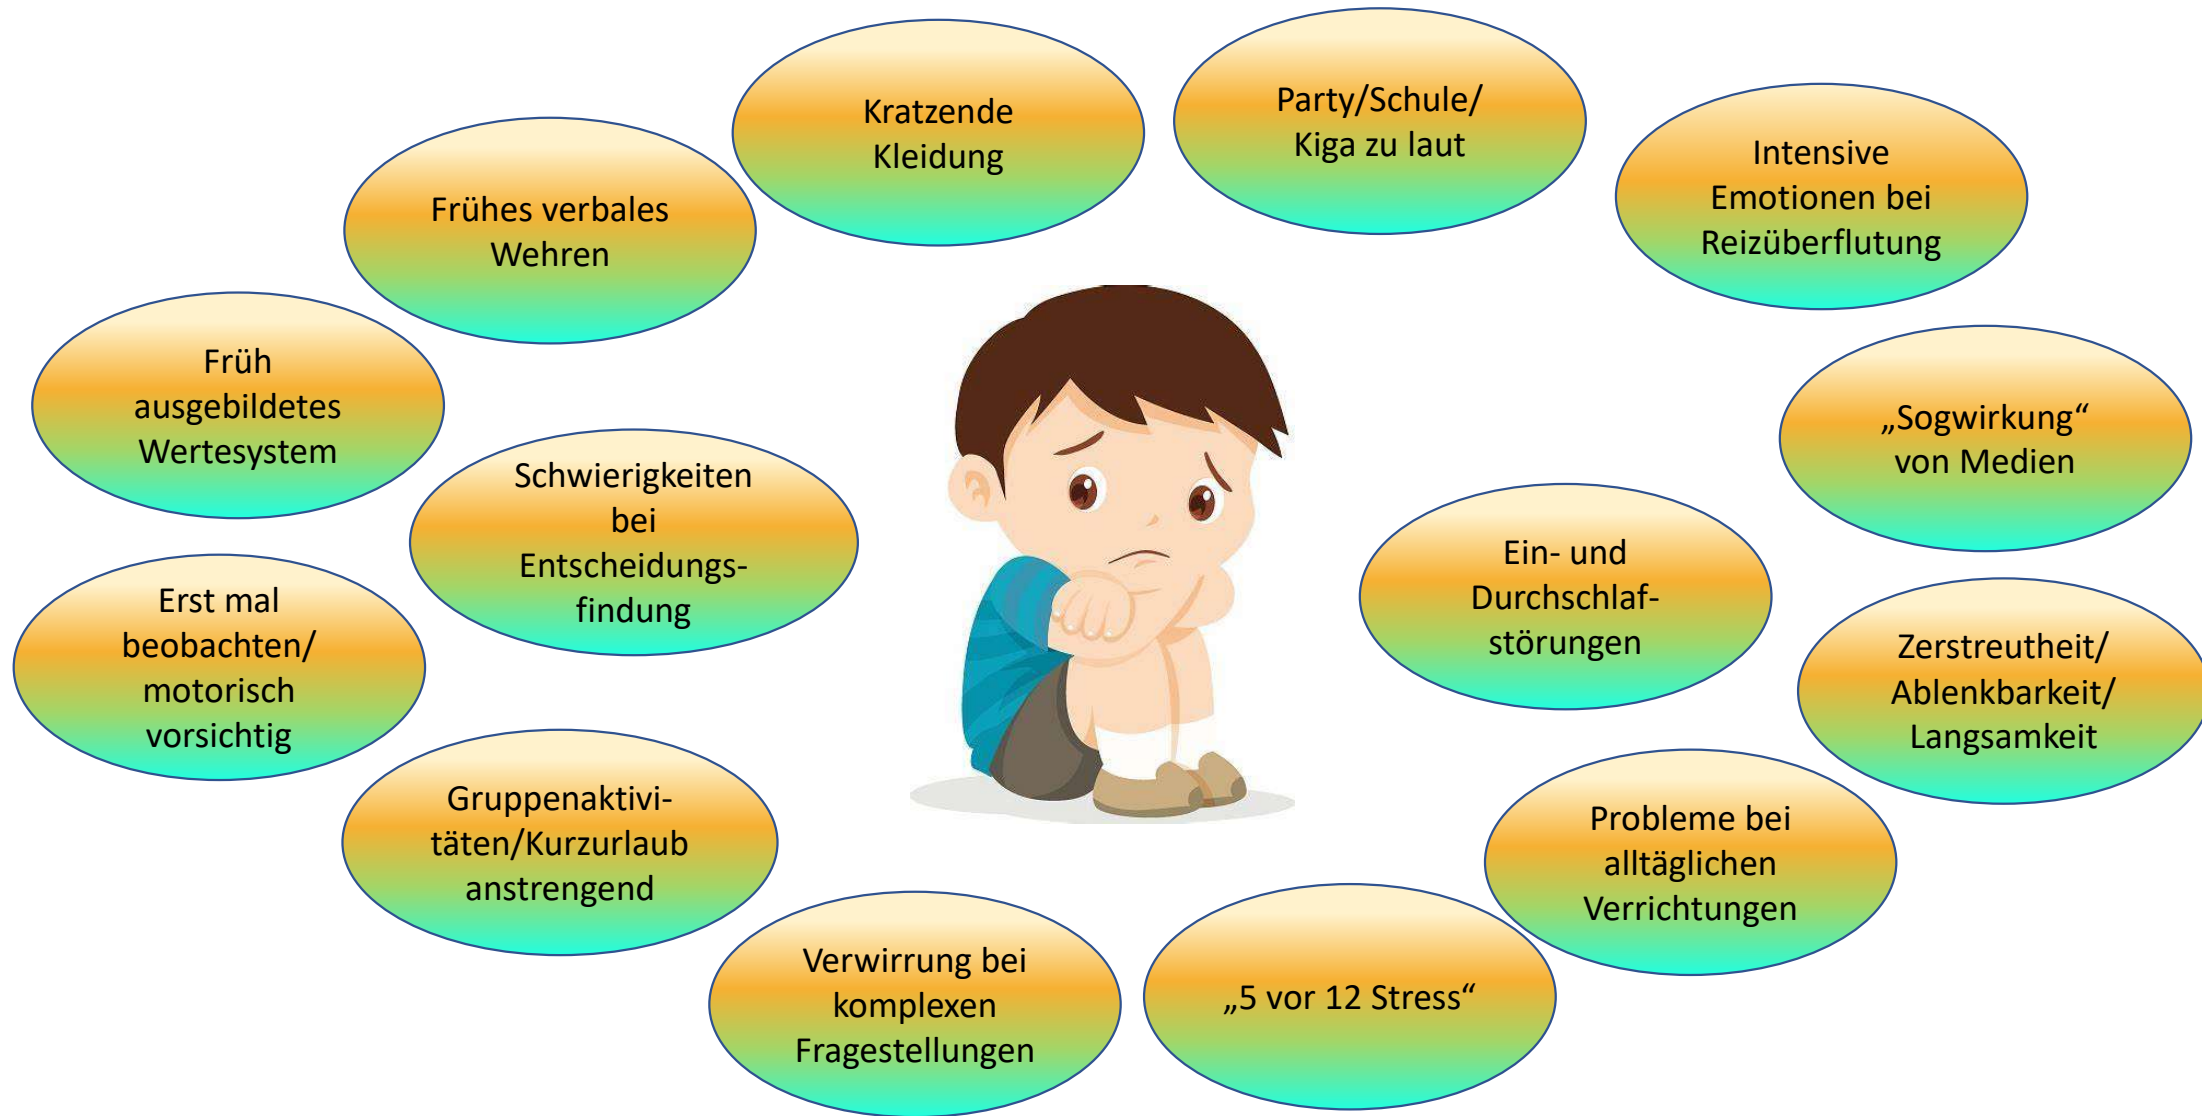 Kratzende
Kleidung
Party/Schule/
Kiga zu laut
Intensive
Emotionen bei
Reizüberflutung
Frühes verbales
Wehren
Früh
ausgebildetes
Wertesystem
„Sogwirkung“
von Medien
Schwierigkeiten
bei
Entscheidungs-
findung
Ein- und
Durchschlaf-
störungen
Erst mal
beobachten/
motorisch
vorsichtig
Zerstreutheit/
Ablenkbarkeit/
Langsamkeit
Gruppenaktivi-
täten/Kurzurlaub
anstrengend
Probleme bei
alltäglichen
Verrichtungen
Verwirrung bei
komplexen
Fragestellungen
„5 vor 12 Stress“